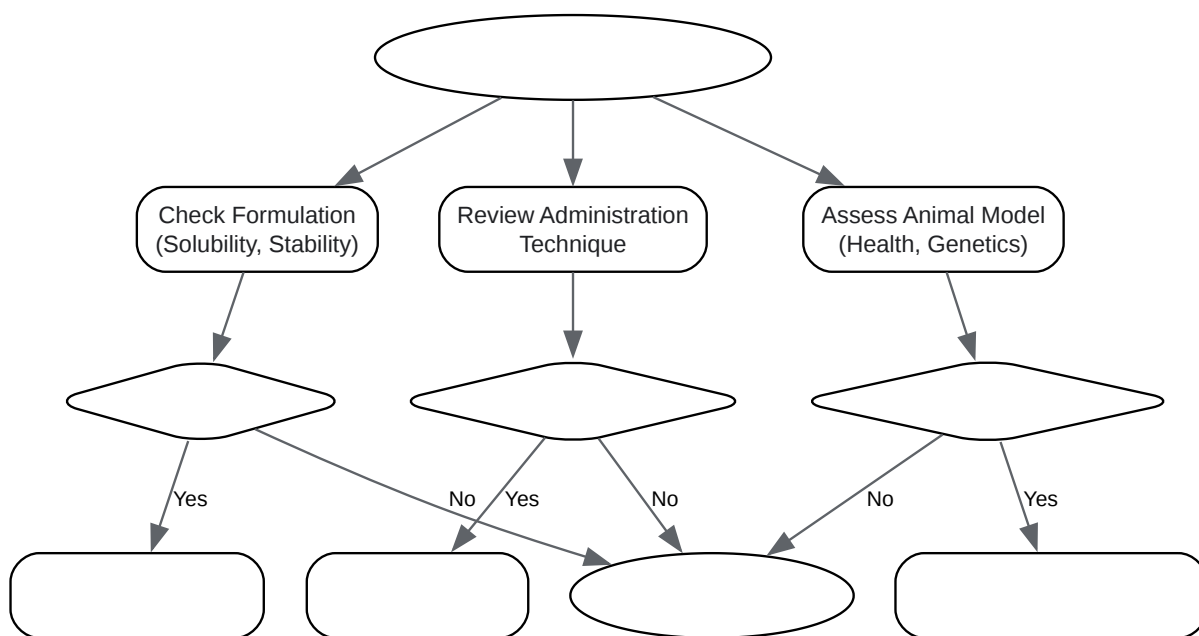 Check Formulation
(Solubility, Stability)
Review Administration
Technique
Assess Animal Model
(Health, Genetics)
Yes
No
Yes
No
No
Yes